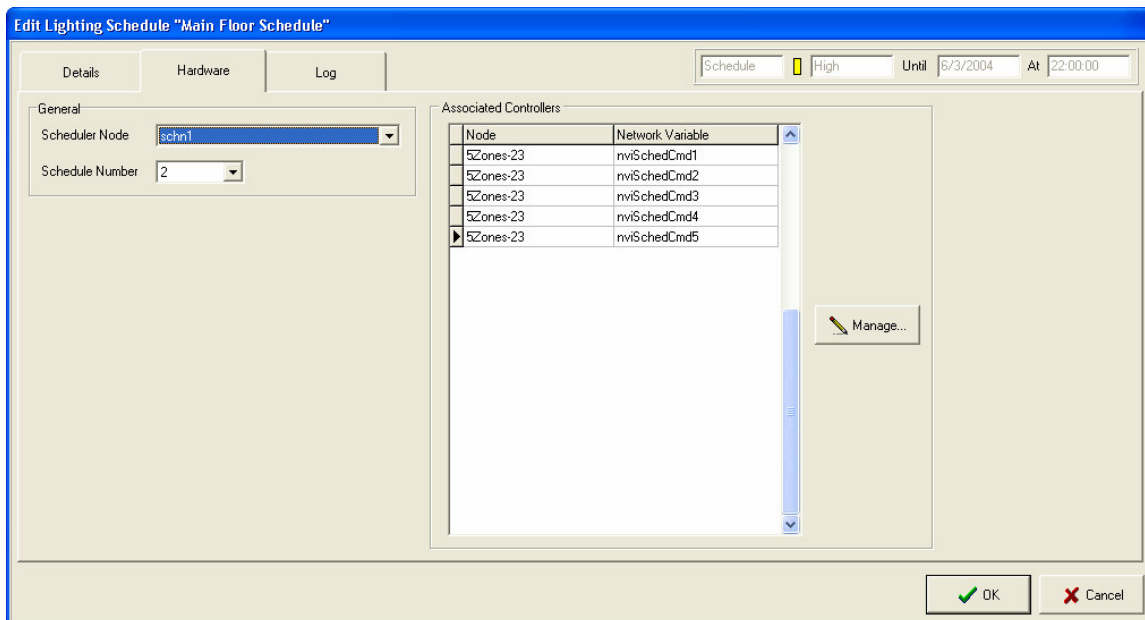 Edit Lighting Schedule "Main Floor Schedule"
Details Hardware Log
Schedule High Until 6/3/2004 At 22:00:00
General
Scheduler Node schn1
Schedule Number 2
Associated Controllers
Node Network Variable
5Zones-23 nviSchedCmd1
5Zones-23 nviSchedCmd2
5Zones-23 nviSchedCmd3
5Zones-23 nviSchedCmd4
5Zones-23 nviSchedCmd5
Manage...
OK Cancel